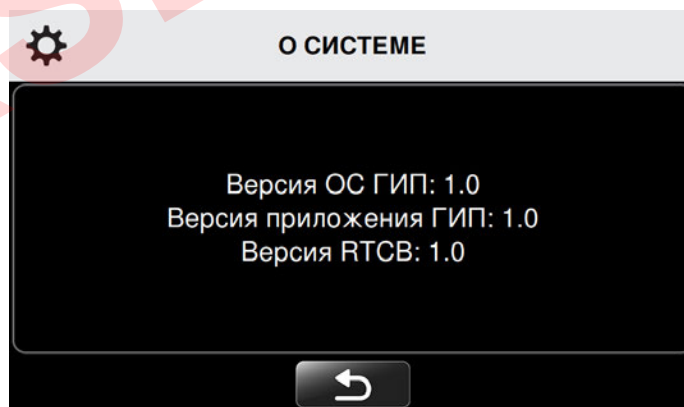 О СИСТЕМЕ
Версия ОС ГИП: 1.0
Версия приложения ГИП: 1.0
Версия RTCB: 1.0